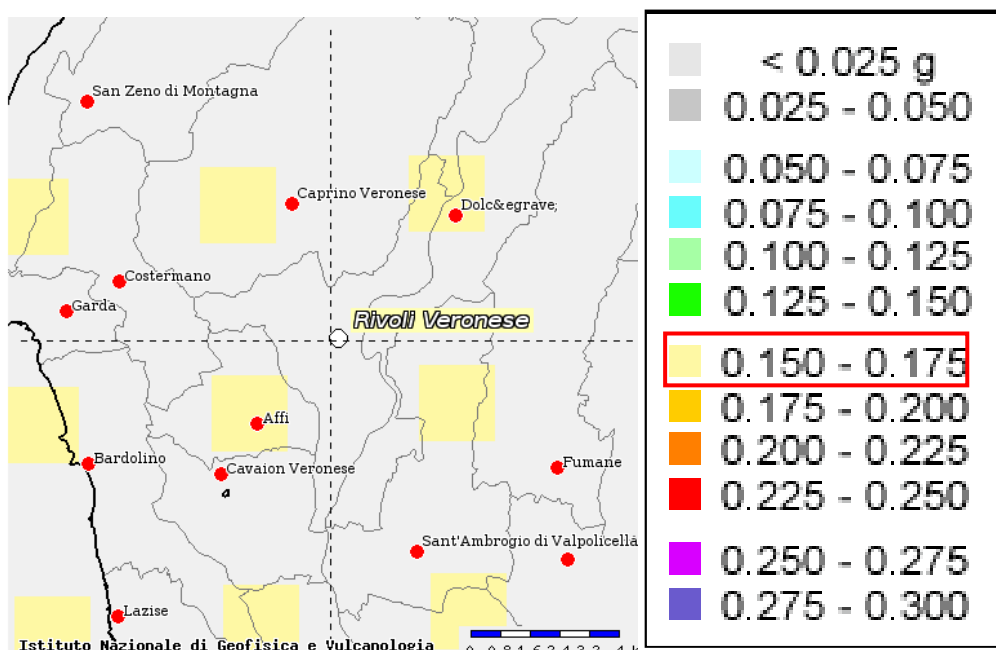 San Zeno di Montagna
Caprino Veronese
Dolc&egrave;
Costermano
Garda
Rivoli Veronese
Affi
Bardolino
Cavaion Veronese
Fumane
Sant'Ambrogio di Valpolicella
Lazise
Istituto Nazionale di Geofisica e Vulcanologia
< 0.025 g
0.025 - 0.050
0.050 - 0.075
0.075 - 0.100
0.100 - 0.125
0.125 - 0.150
0.150 - 0.175
0.175 - 0.200
0.200 - 0.225
0.225 - 0.250
0.250 - 0.275
0.275 - 0.300